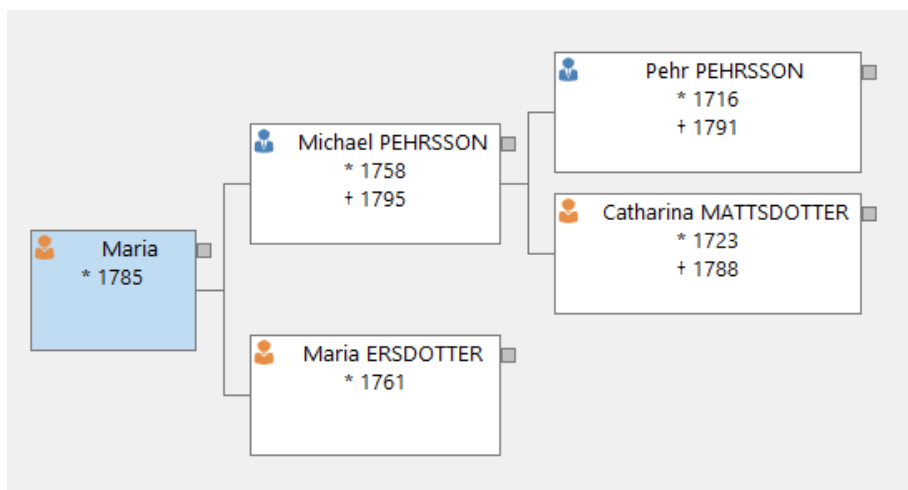 Pehr PEHRSSON
* 1716
† 1791
Michael PEHRSSON
* 1758
† 1795
Catharina MATTSDOTTER
* 1723
† 1788
Maria
* 1785
Maria ERSDOTTER
* 1761